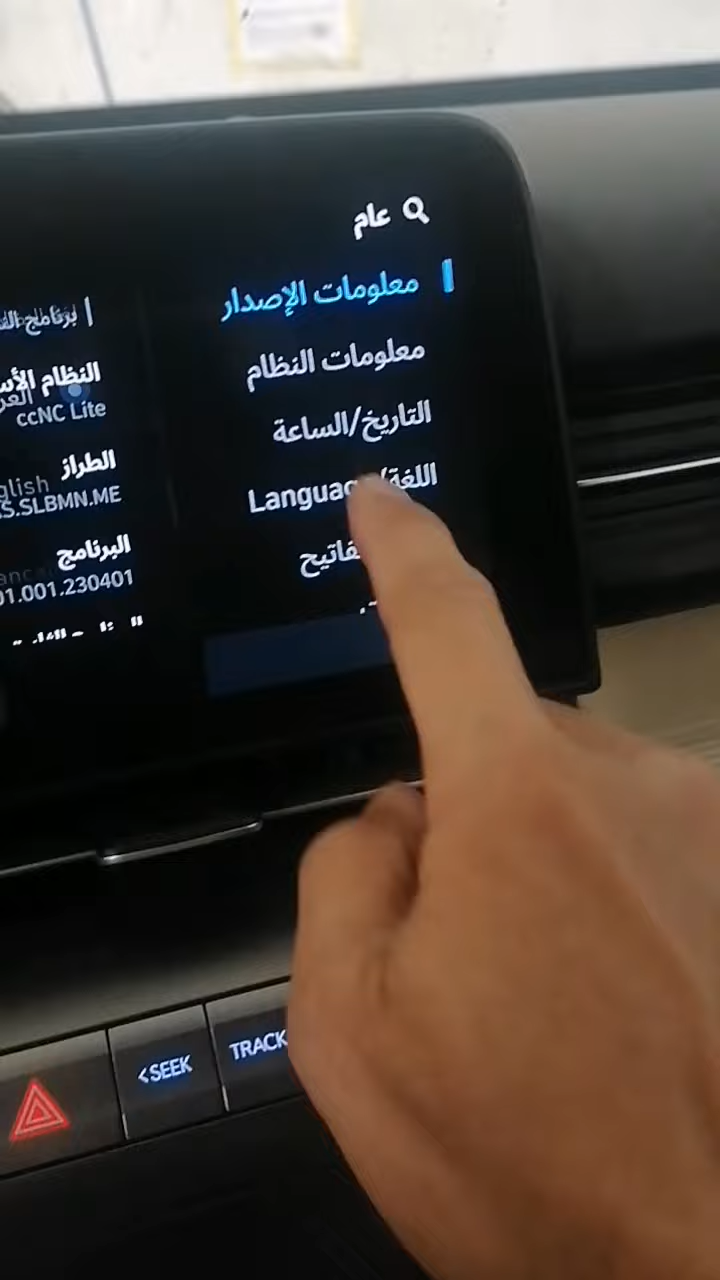 عام
معلومات الإصدار
معلومات النظام
التاريخ/الساعة
اللغة/
النظام
ccNC Lite
الطراز
S.SLBMN.ME
البرنامج
01.001.230401
<SEEK
TRACK